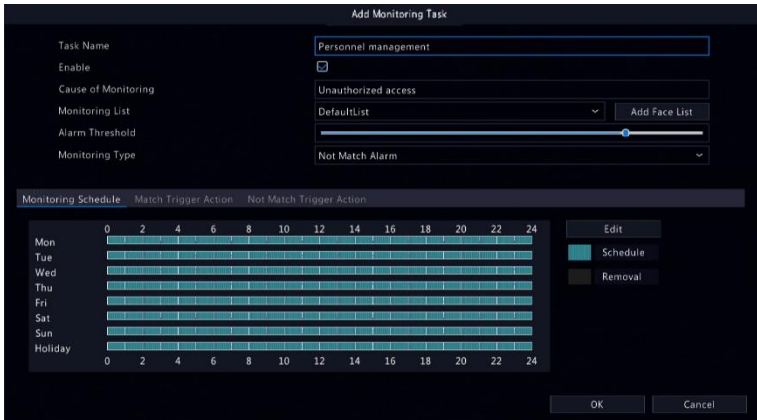 Add Monitoring Task
Task Name Personnel management
Enable
Cause of Monitoring Unauthorized access
Monitoring List DefaultList Add Face List
Alarm Threshold
Monitoring Type Not Match Alarm
Monitoring Schedule Match Trigger Action Not Match Trigger Action
0 2 4 6 8 10 12 14 16 18 20 22 24 Edit
Mon
Tue Schedule
Wed
Thu Removal
Fri
Sat
Sun
Holiday
0 2 4 6 8 10 12 14 16 18 20 22 24
OK Cancel